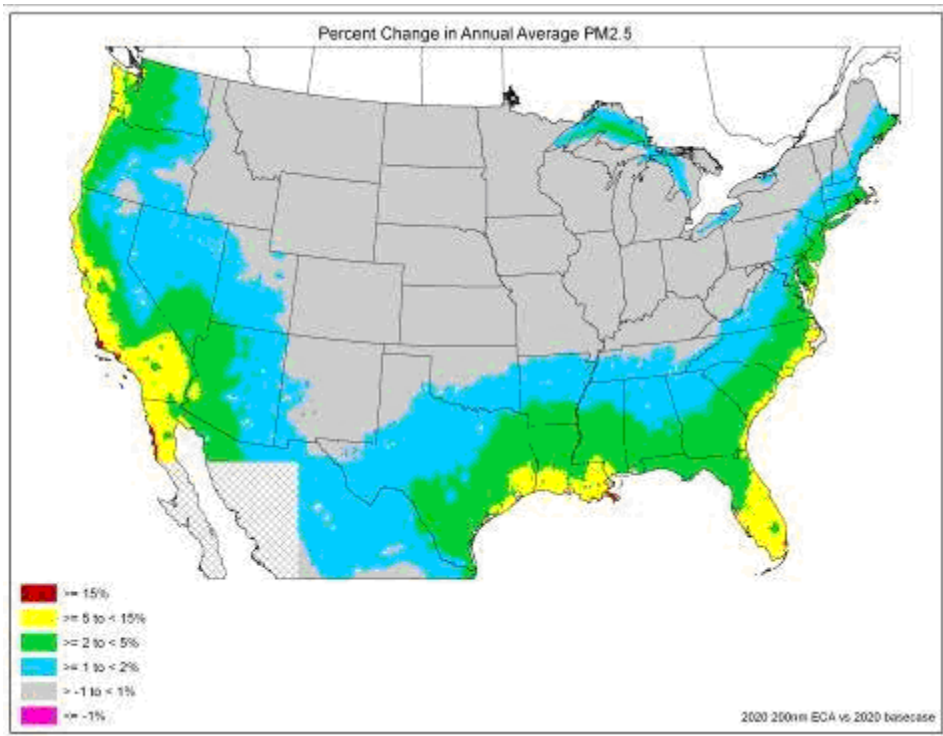 Percent Change in Annual Average PM2.5
>= 15%
>= 5 to < 15%
>= 2 to < 5%
>= 1 to < 2%
> -1 to < 1%
<= -1%
2020 200nm ECA vs 2020 basecase